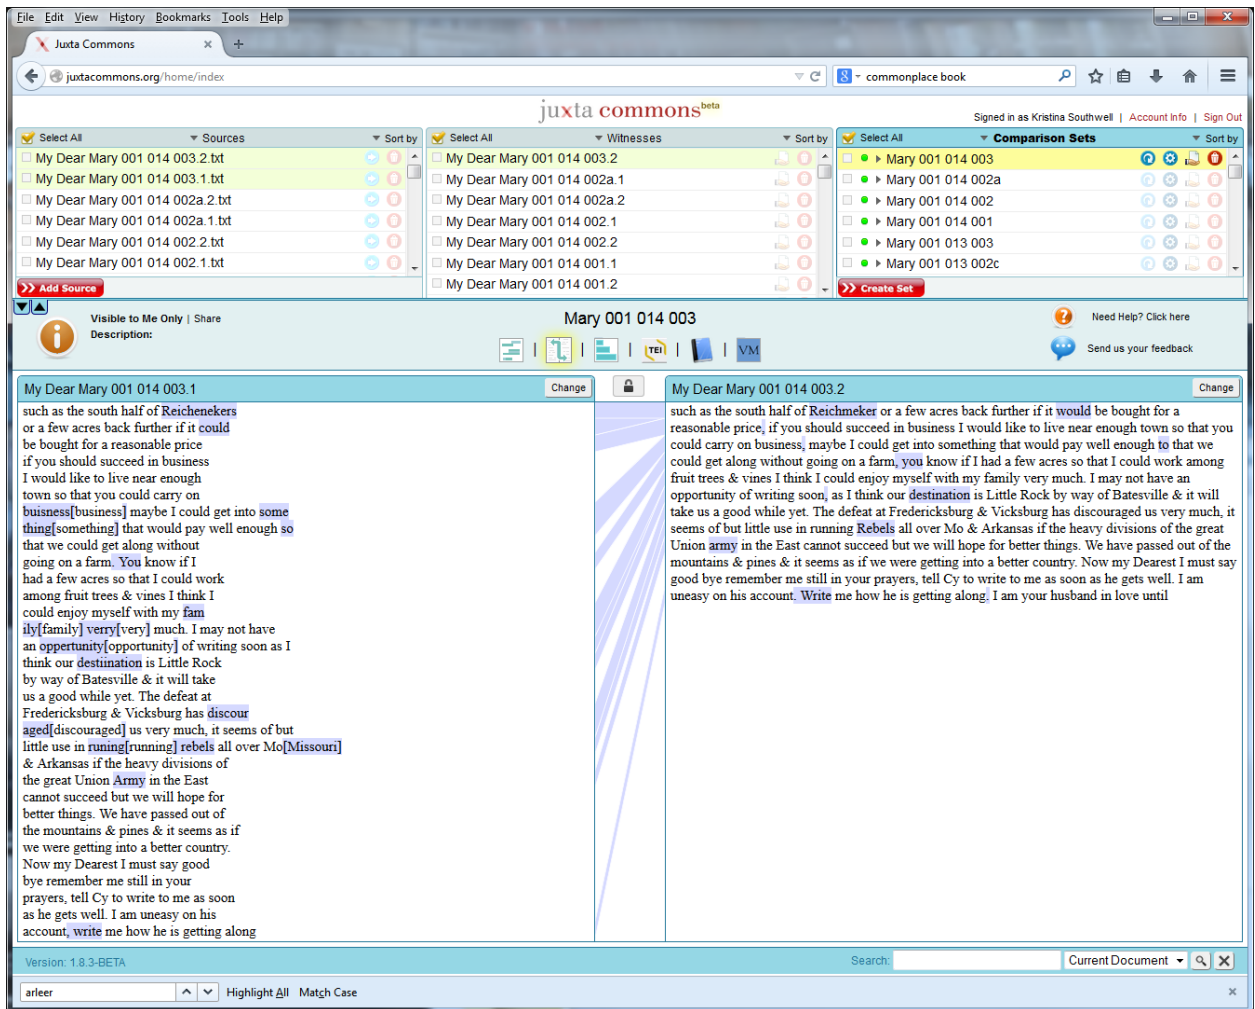 File Edit View History Bookmarks Tools Help
Juxta Commons
juxtacommons.org/home/index
commonplace book
juxta commons beta
Signed in as Kristina Southwell | Account Info | Sign Out
Select All Sources Sort by
My Dear Mary 001 014 003.2.txt
My Dear Mary 001 014 003.1.txt
My Dear Mary 001 014 002a.2.txt
My Dear Mary 001 014 002a.1.txt
My Dear Mary 001 014 002.2.txt
My Dear Mary 001 014 002.1.txt
Add Source
Select All Witnesses Sort by
My Dear Mary 001 014 003.2
My Dear Mary 001 014 002a.1
My Dear Mary 001 014 002a.2
My Dear Mary 001 014 002.1
My Dear Mary 001 014 002.2
My Dear Mary 001 014 001.1
My Dear Mary 001 014 001.2
Select All Comparison Sets Sort by
Mary 001 014 003
Mary 001 014 002a
Mary 001 014 002
Mary 001 014 001
Mary 001 013 003
Mary 001 013 002c
Create Set
Visible to Me Only | Share
Description:
Mary 001 014 003
TEI
VM
Need Help? Click here
Send us your feedback
My Dear Mary 001 014 003.1 Change
such as the south half of Reichenekers
or a few acres back further if it could
be bought for a reasonable price
if you should succeed in business
I would like to live near enough
town so that you could carry on
buisness[business] maybe I could get into some
thing[something] that would pay well enough so
that we could get along without
going on a farm. You know if I
had a few acres so that I could work
among fruit trees & vines I think I
could enjoy myself with my fam
ily[family] verry[very] much. I may not have
an oppertunity[opportunity] of writing soon as I
think our destiination is Little Rock
by way of Batesville & it will take
us a good while yet. The defeat at
Fredericksburg & Vicksburg has discour
aged[discouraged] us very much, it seems of but
little use in runing[running] rebels all over Mo[Missouri]
& Arkansas if the heavy divisions of
the great Union Army in the East
cannot succeed but we will hope for
better things. We have passed out of
the mountains & pines & it seems as if
we were getting into a better country.
Now my Dearest I must say good
bye remember me still in your
prayers, tell Cy to write to me as soon
as he gets well. I am uneasy on his
account, write me how he is getting along
My Dear Mary 001 014 003.2 Change
such as the south half of Reichmeker or a few acres back further if it would be bought for a
reasonable price, if you should succeed in business I would like to live near enough town so that you
could carry on business, maybe I could get into something that would pay well enough to that we
could get along without going on a farm, you know if I had a few acres so that I could work among
fruit trees & vines I think I could enjoy myself with my family very much. I may not have an
opportunity of writing soon, as I think our destination is Little Rock by way of Batesville & it will
take us a good while yet. The defeat at Fredericksburg & Vicksburg has discouraged us very much, it
seems of but little use in running Rebels all over Mo & Arkansas if the heavy divisions of the great
Union army in the East cannot succeed but we will hope for better things. We have passed out of the
mountains & pines & it seems as if we were getting into a better country. Now my Dearest I must say
good bye remember me still in your prayers, tell Cy to write to me as soon as he gets well. I am
uneasy on his account. Write me how he is getting along. I am your husband in love until
Version: 1.8.3-BETA
Search: Current Document
arleer Highlight All Match Case